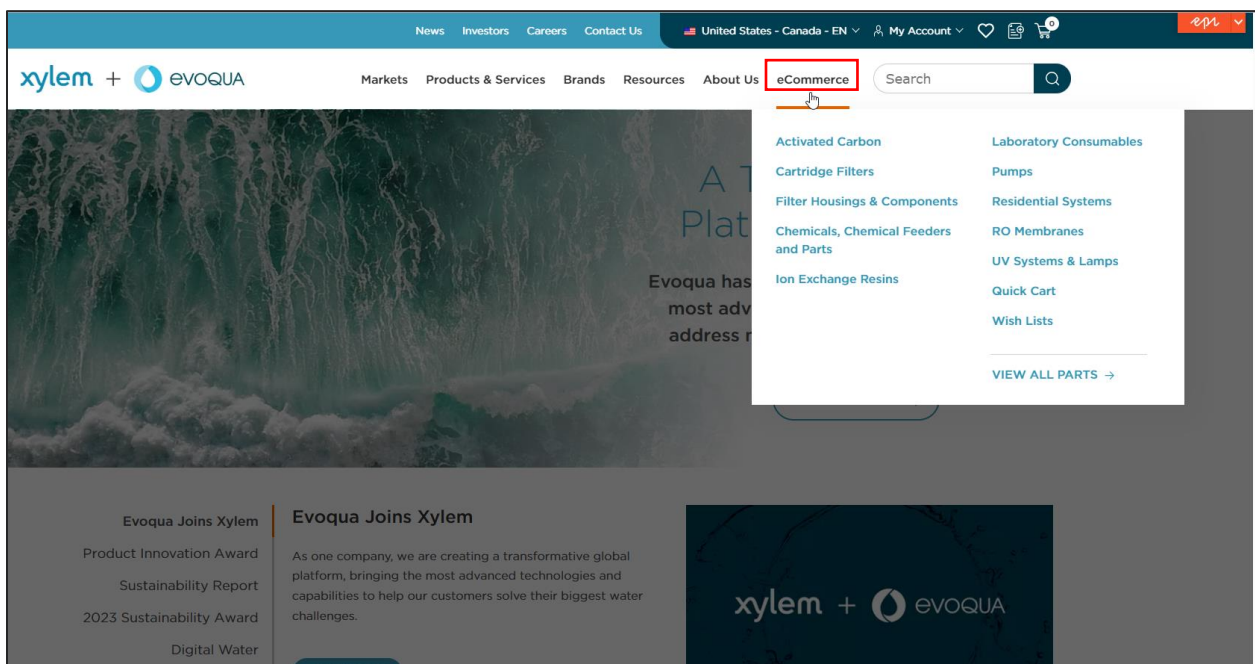 News Investors Careers Contact Us United States - Canada - EN My Account 0 epi
xylem + evoqua Markets Products & Services Brands Resources About Us eCommerce Search
Activated Carbon
Cartridge Filters
Filter Housings & Components
Chemicals, Chemical Feeders
and Parts
Ion Exchange Resins
Laboratory Consumables
Pumps
Residential Systems
RO Membranes
UV Systems & Lamps
Quick Cart
Wish Lists
VIEW ALL PARTS →
A
Plat
Evoqua has
most adv
address
Evoqua Joins Xylem
Product Innovation Award
Sustainability Report
2023 Sustainability Award
Digital Water
Evoqua Joins Xylem
As one company, we are creating a transformative global
platform, bringing the most advanced technologies and
capabilities to help our customers solve their biggest water
challenges.
xylem + evoqua